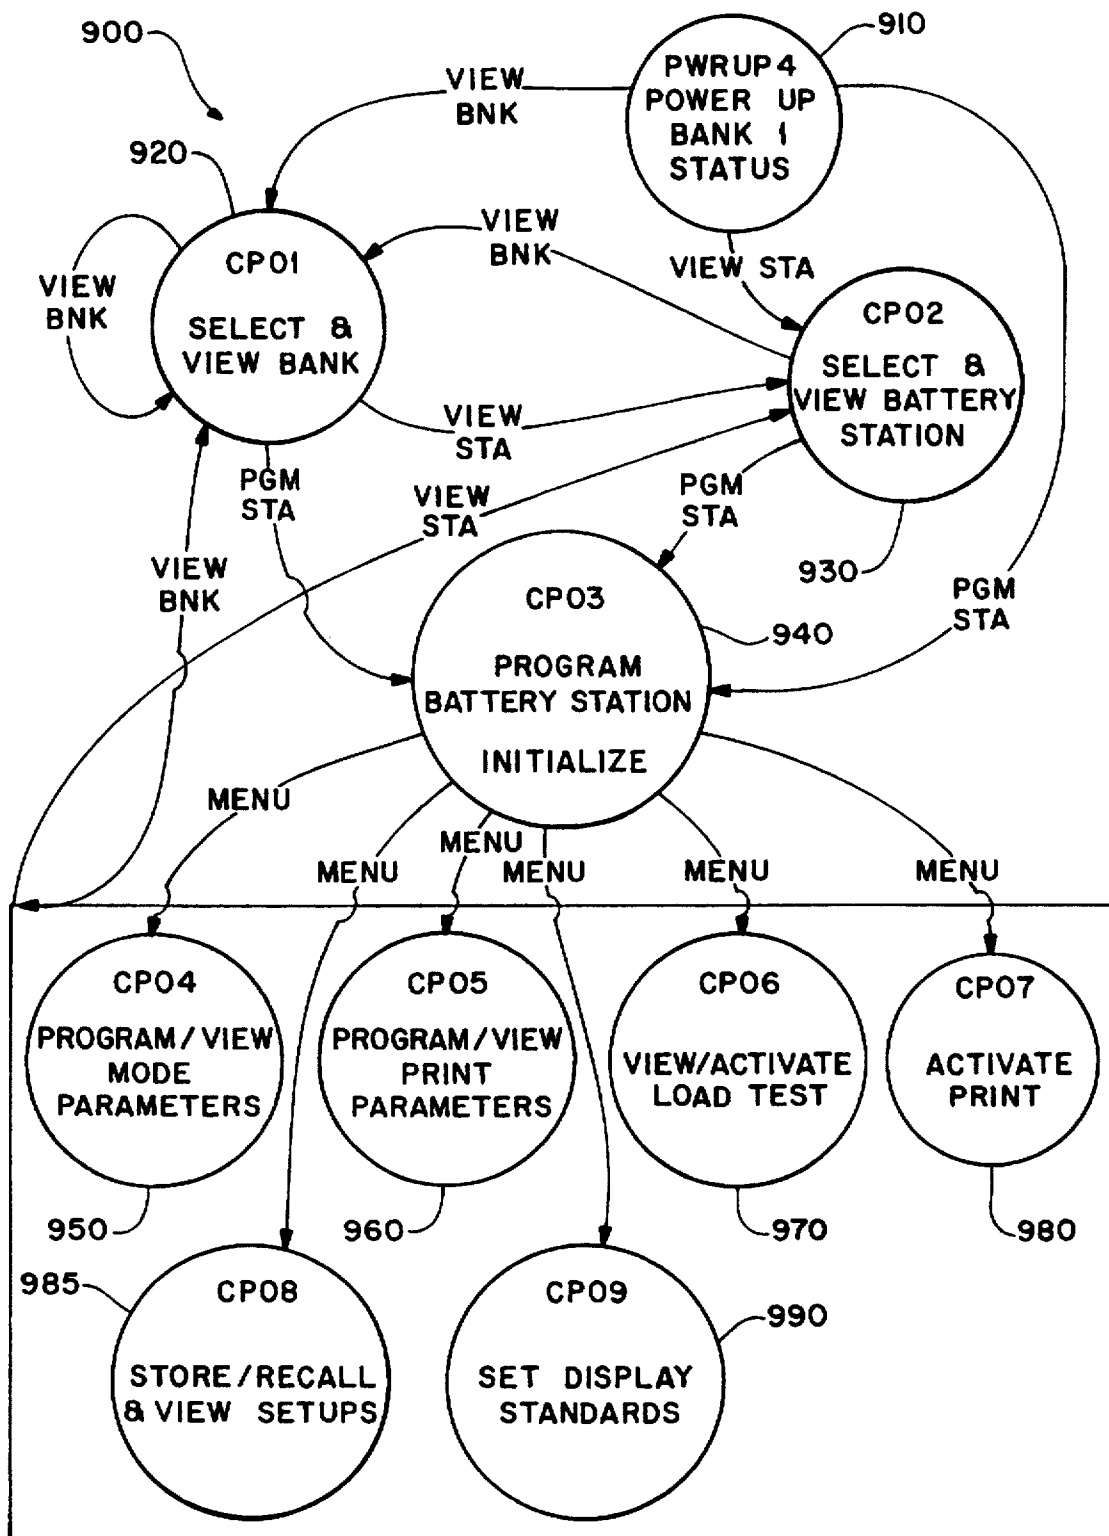 900
910
PWRUP4
POWER UP
BANK 1
STATUS
VIEW
BNK
920
CP01
SELECT &
VIEW BANK
VIEW
BNK
VIEW
BNK
VIEW STA
CP02
SELECT &
VIEW BATTERY
STATION
VIEW
STA
PGM
STA
VIEW
STA
PGM
STA
930
VIEW
BNK
PGM
STA
CP03
PROGRAM
BATTERY STATION
INITIALIZE
940
MENU
MENU
MENU
MENU
MENU
MENU
CP04
PROGRAM/VIEW
MODE
PARAMETERS
950
CP05
PROGRAM/VIEW
PRINT
PARAMETERS
960
CP06
VIEW/ACTIVATE
LOAD TEST
970
CP07
ACTIVATE
PRINT
980
985
CP08
STORE/RECALL
& VIEW SETUPS
CP09
SET DISPLAY
STANDARDS
990